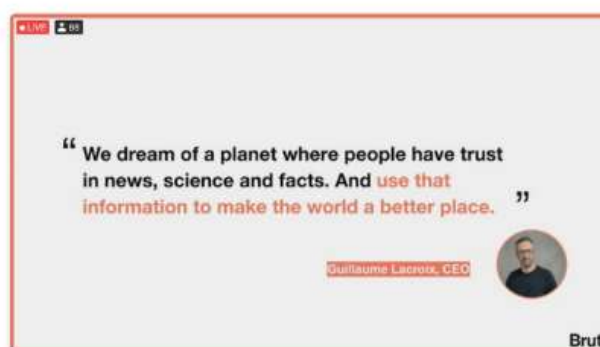 LIVE 68
“ We dream of a planet where people have trust
in news, science and facts. And use that
information to make the world a better place. ”
Guillaume Lacroix, CEO
Brut